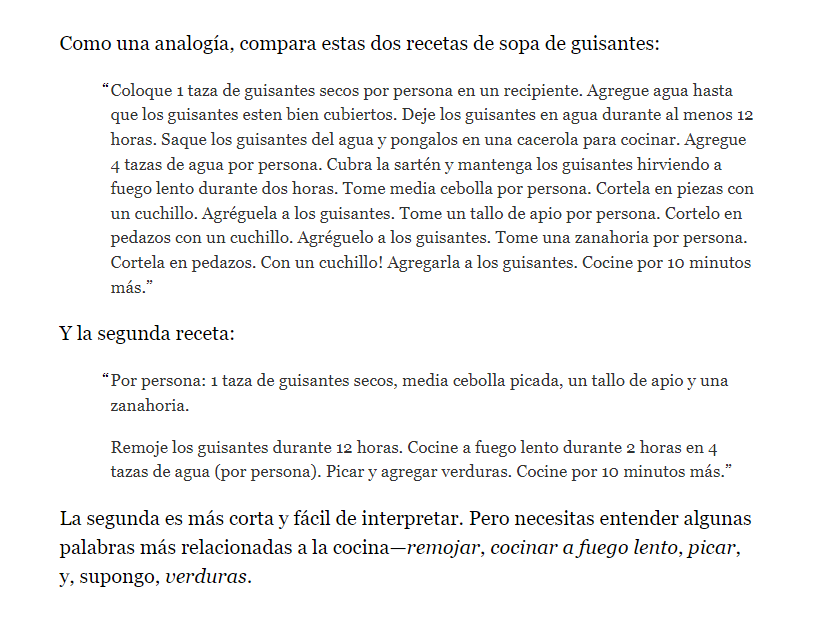 Como una analogía, compara estas dos recetas de sopa de guisantes:
“Coloque 1 taza de guisantes secos por persona en un recipiente. Agregue agua hasta
que los guisantes esten bien cubiertos. Deje los guisantes en agua durante al menos 12
horas. Saque los guisantes del agua y pongalos en una cacerola para cocinar. Agregue
4 tazas de agua por persona. Cubra la sartén y mantenga los guisantes hirviendo a
fuego lento durante dos horas. Tome media cebolla por persona. Cortela en piezas con
un cuchillo. Agréguela a los guisantes. Tome un tallo de apio por persona. Cortelo en
pedazos con un cuchillo. Agréguelo a los guisantes. Tome una zanahoria por persona.
Cortela en pedazos. Con un cuchillo! Agregarla a los guisantes. Cocine por 10 minutos
más.”
Y la segunda receta:
“Por persona: 1 taza de guisantes secos, media cebolla picada, un tallo de apio y una
zanahoria.
Remoje los guisantes durante 12 horas. Cocine a fuego lento durante 2 horas en 4
tazas de agua (por persona). Picar y agregar verduras. Cocine por 10 minutos más.”
La segunda es más corta y fácil de interpretar. Pero necesitas entender algunas
palabras más relacionadas a la cocina—remojar, cocinar a fuego lento, picar,
y, supongo, verduras.